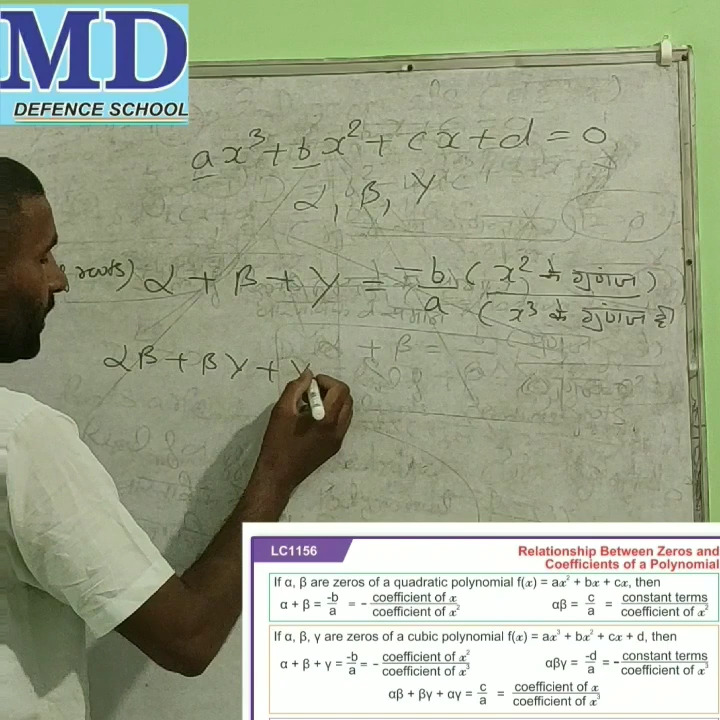 MD
DEFENCE SCHOOL
ax³ + bx² + cx + d = 0
α, β, γ
roots) α + β + γ = -b/a (x² के गुणांक) / (x³ के गुणांक
αβ + βγ + γ
α + β =
LC1156
Relationship Between Zeros and
Coefficients of a Polynomial
If α, β are zeros of a quadratic polynomial f(x) = ax² + bx + cx, then
α + β = -b/a = - coefficient of x / coefficient of x² αβ = c/a = constant terms / coefficient of x²
If α, β, γ are zeros of a cubic polynomial f(x) = ax³ + bx² + cx + d, then
α + β + γ = -b/a = - coefficient of x² / coefficient of x³ αβγ = -d/a = - constant terms / coefficient of x³
αβ + βγ + αγ = c/a = coefficient of x / coefficient of x³